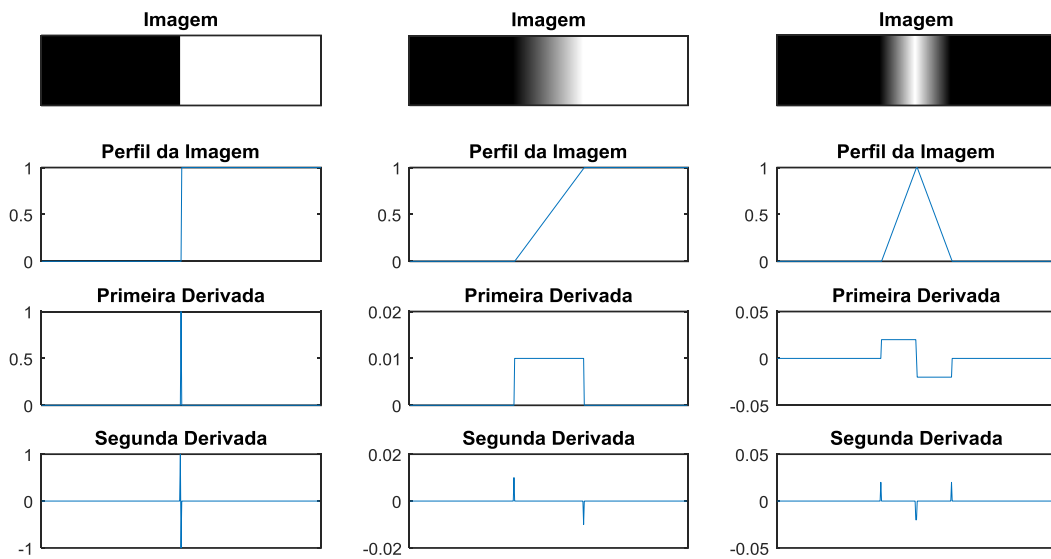 Imagem
Imagem
Imagem
Perfil da Imagem
1
0.5
0
Perfil da Imagem
1
0.5
0
Perfil da Imagem
1
0.5
0
Primeira Derivada
1
0.5
0
Primeira Derivada
0.02
0.01
0
Primeira Derivada
0.05
0
-0.05
Segunda Derivada
1
0
-1
Segunda Derivada
0.02
0
-0.02
Segunda Derivada
0.05
0
-0.05